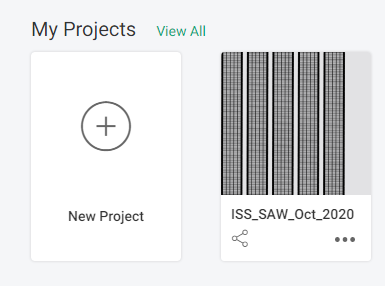 My Projects View All
New Project
ISS_SAW_Oct_2020